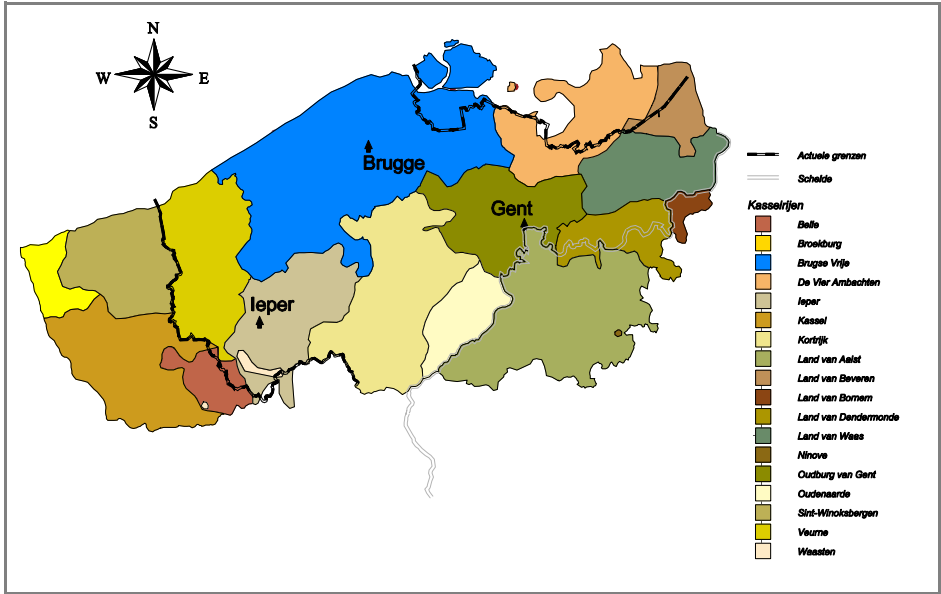 N
W E
S
Brugge
Gent
Ieper
Actuele grenzen
Schelde
Kasselrijen
Belle
Broekburg
Brugse Vrije
De Vier Ambachten
Ieper
Kassel
Kortrijk
Land van Aalst
Land van Beveren
Land van Bornem
Land van Dendermonde
Land van Waas
Ninove
Oudburg van Gent
Oudenaarde
Sint-Winoksbergen
Veurne
Waasten